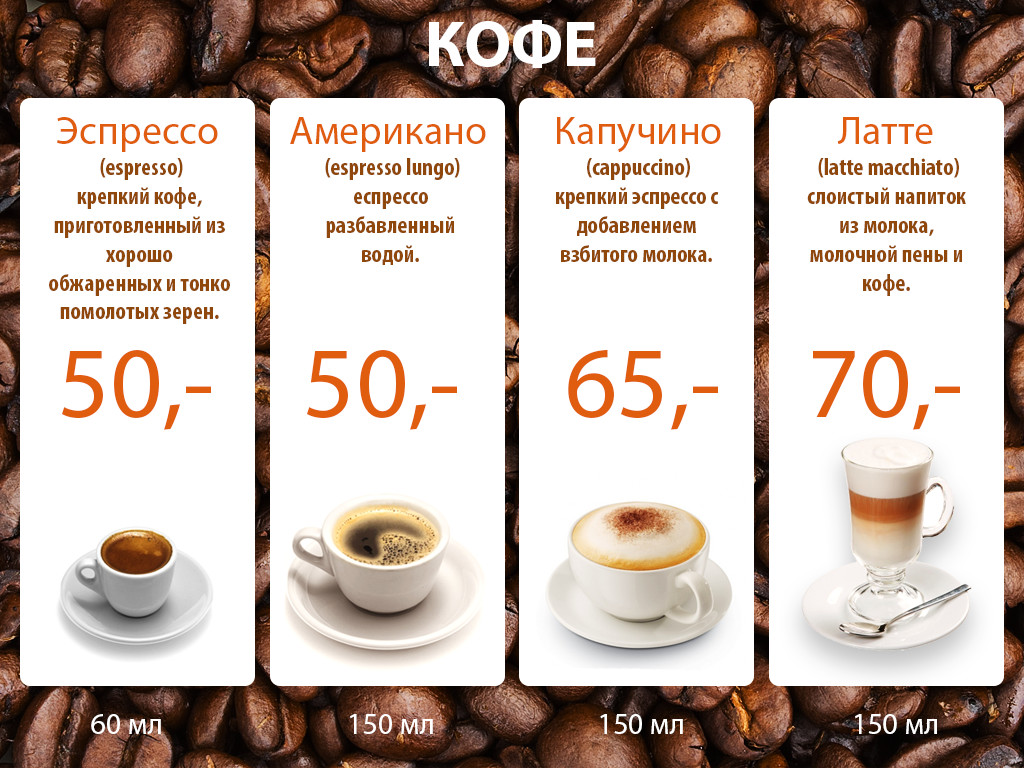 КОФЕ
Эспрессо
(espresso)
крепкий кофе,
приготовленный из
хорошо
обжаренных и тонко
помолотых зерен.
50,-
60 мл
Американо
(espresso lungo)
еспрессо
разбавленный
водой.
50,-
150 мл
Капучино
(cappuccino)
крепкий эспрессо с
добавлением
взбитого молока.
65,-
150 мл
Латте
(latte macchiato)
слоистый напиток
из молока,
молочной пены и
кофе.
70,-
150 мл